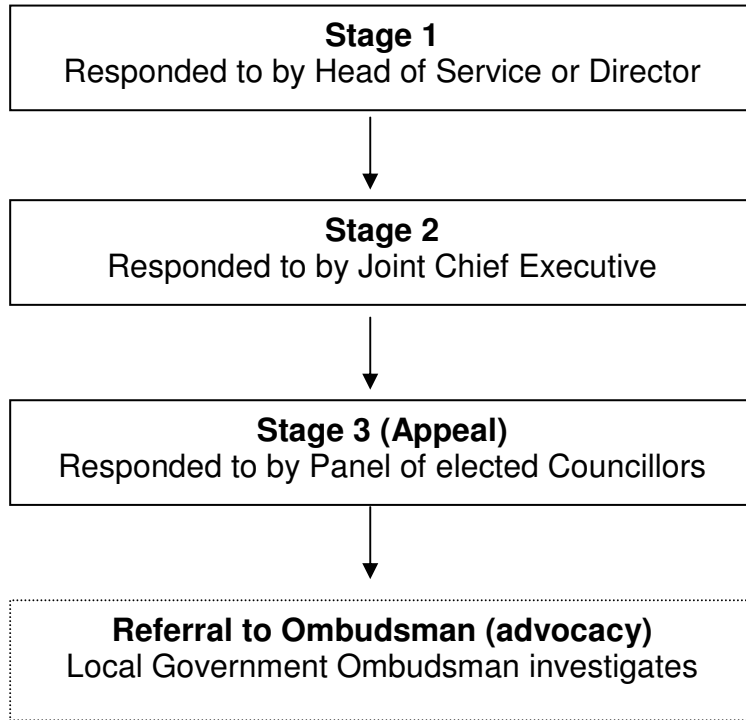 Stage 1
Responded to by Head of Service or Director
Stage 2
Responded to by Joint Chief Executive
Stage 3 (Appeal)
Responded to by Panel of elected Councillors
Referral to Ombudsman (advocacy)
Local Government Ombudsman investigates